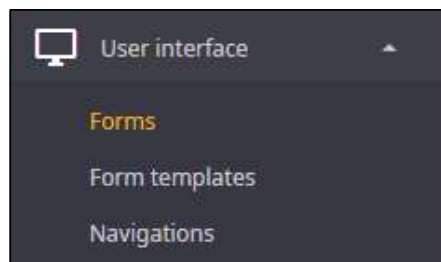 User interface
Forms
Form templates
Navigations